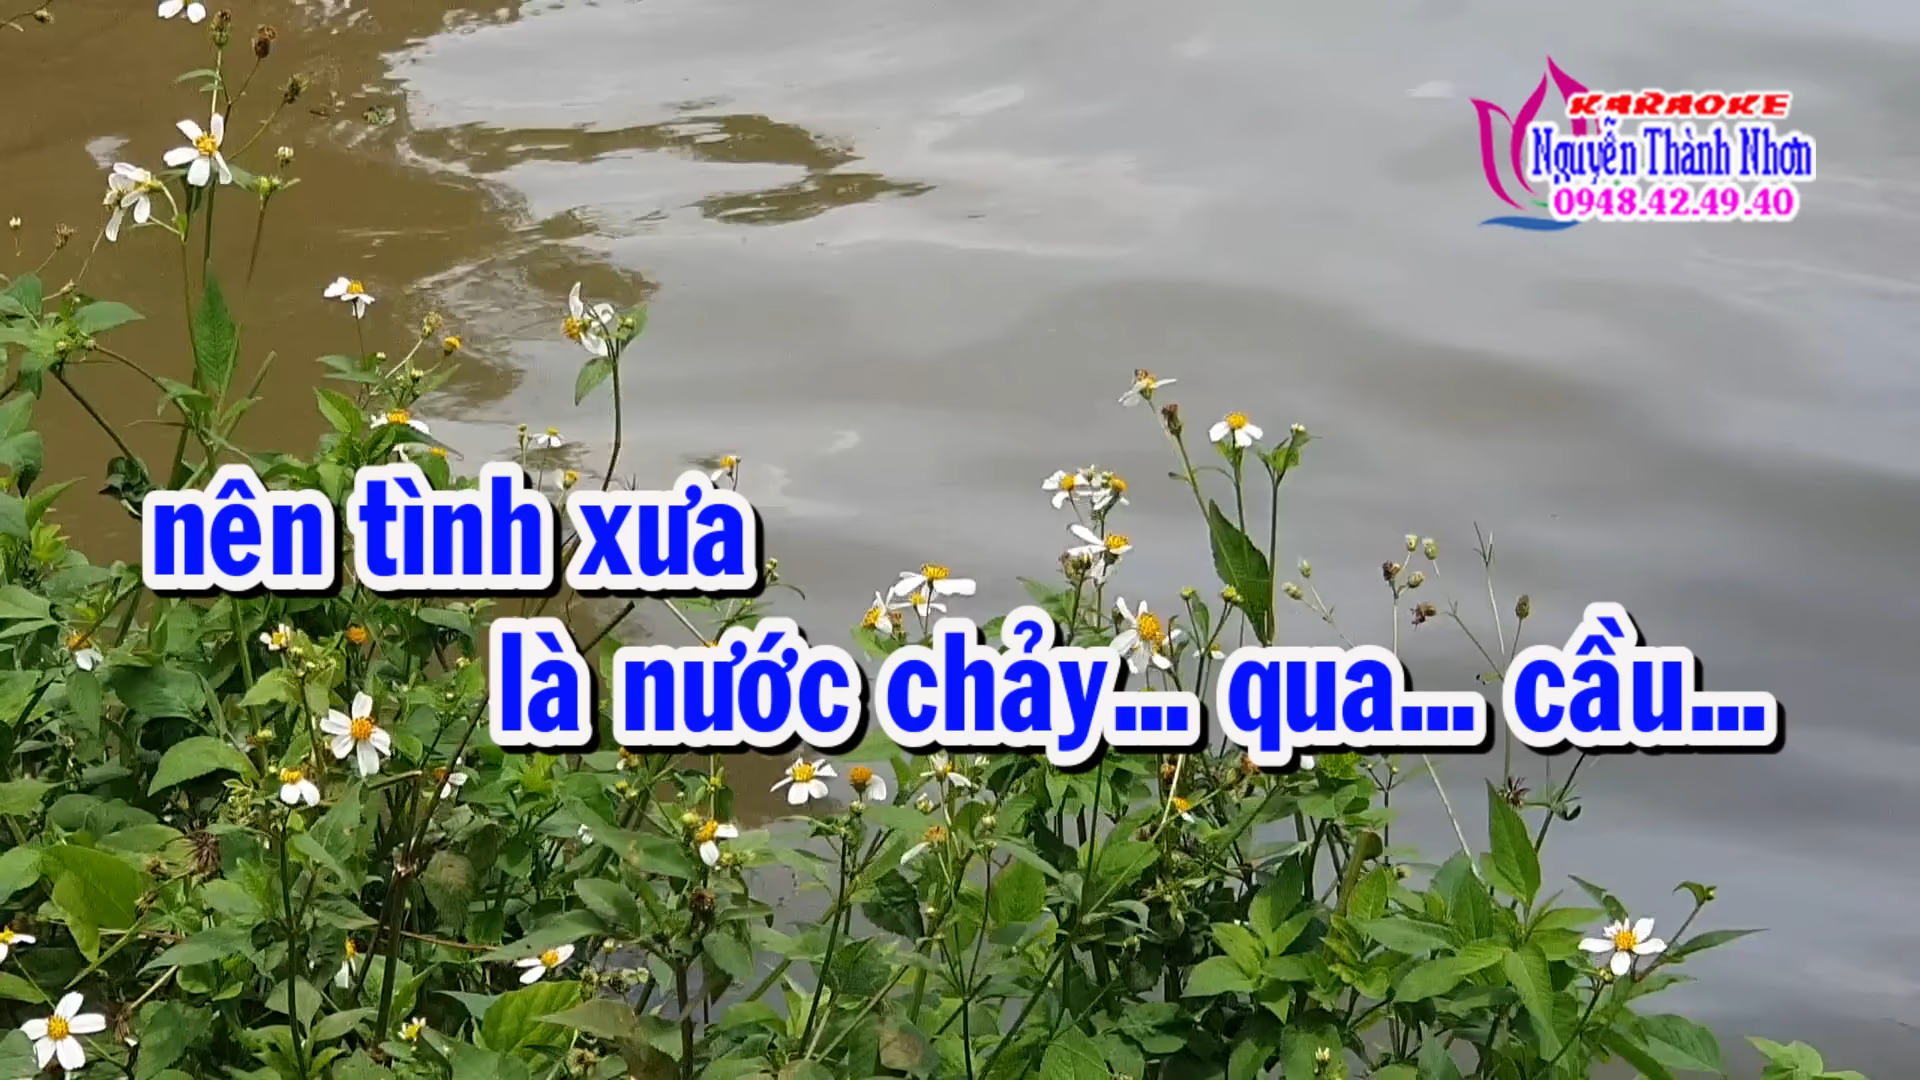 KARAOKE
Nguyễn Thành Nhơn
0948.42.49.40
nên tình xưa
là nước chảy... qua... cầu...